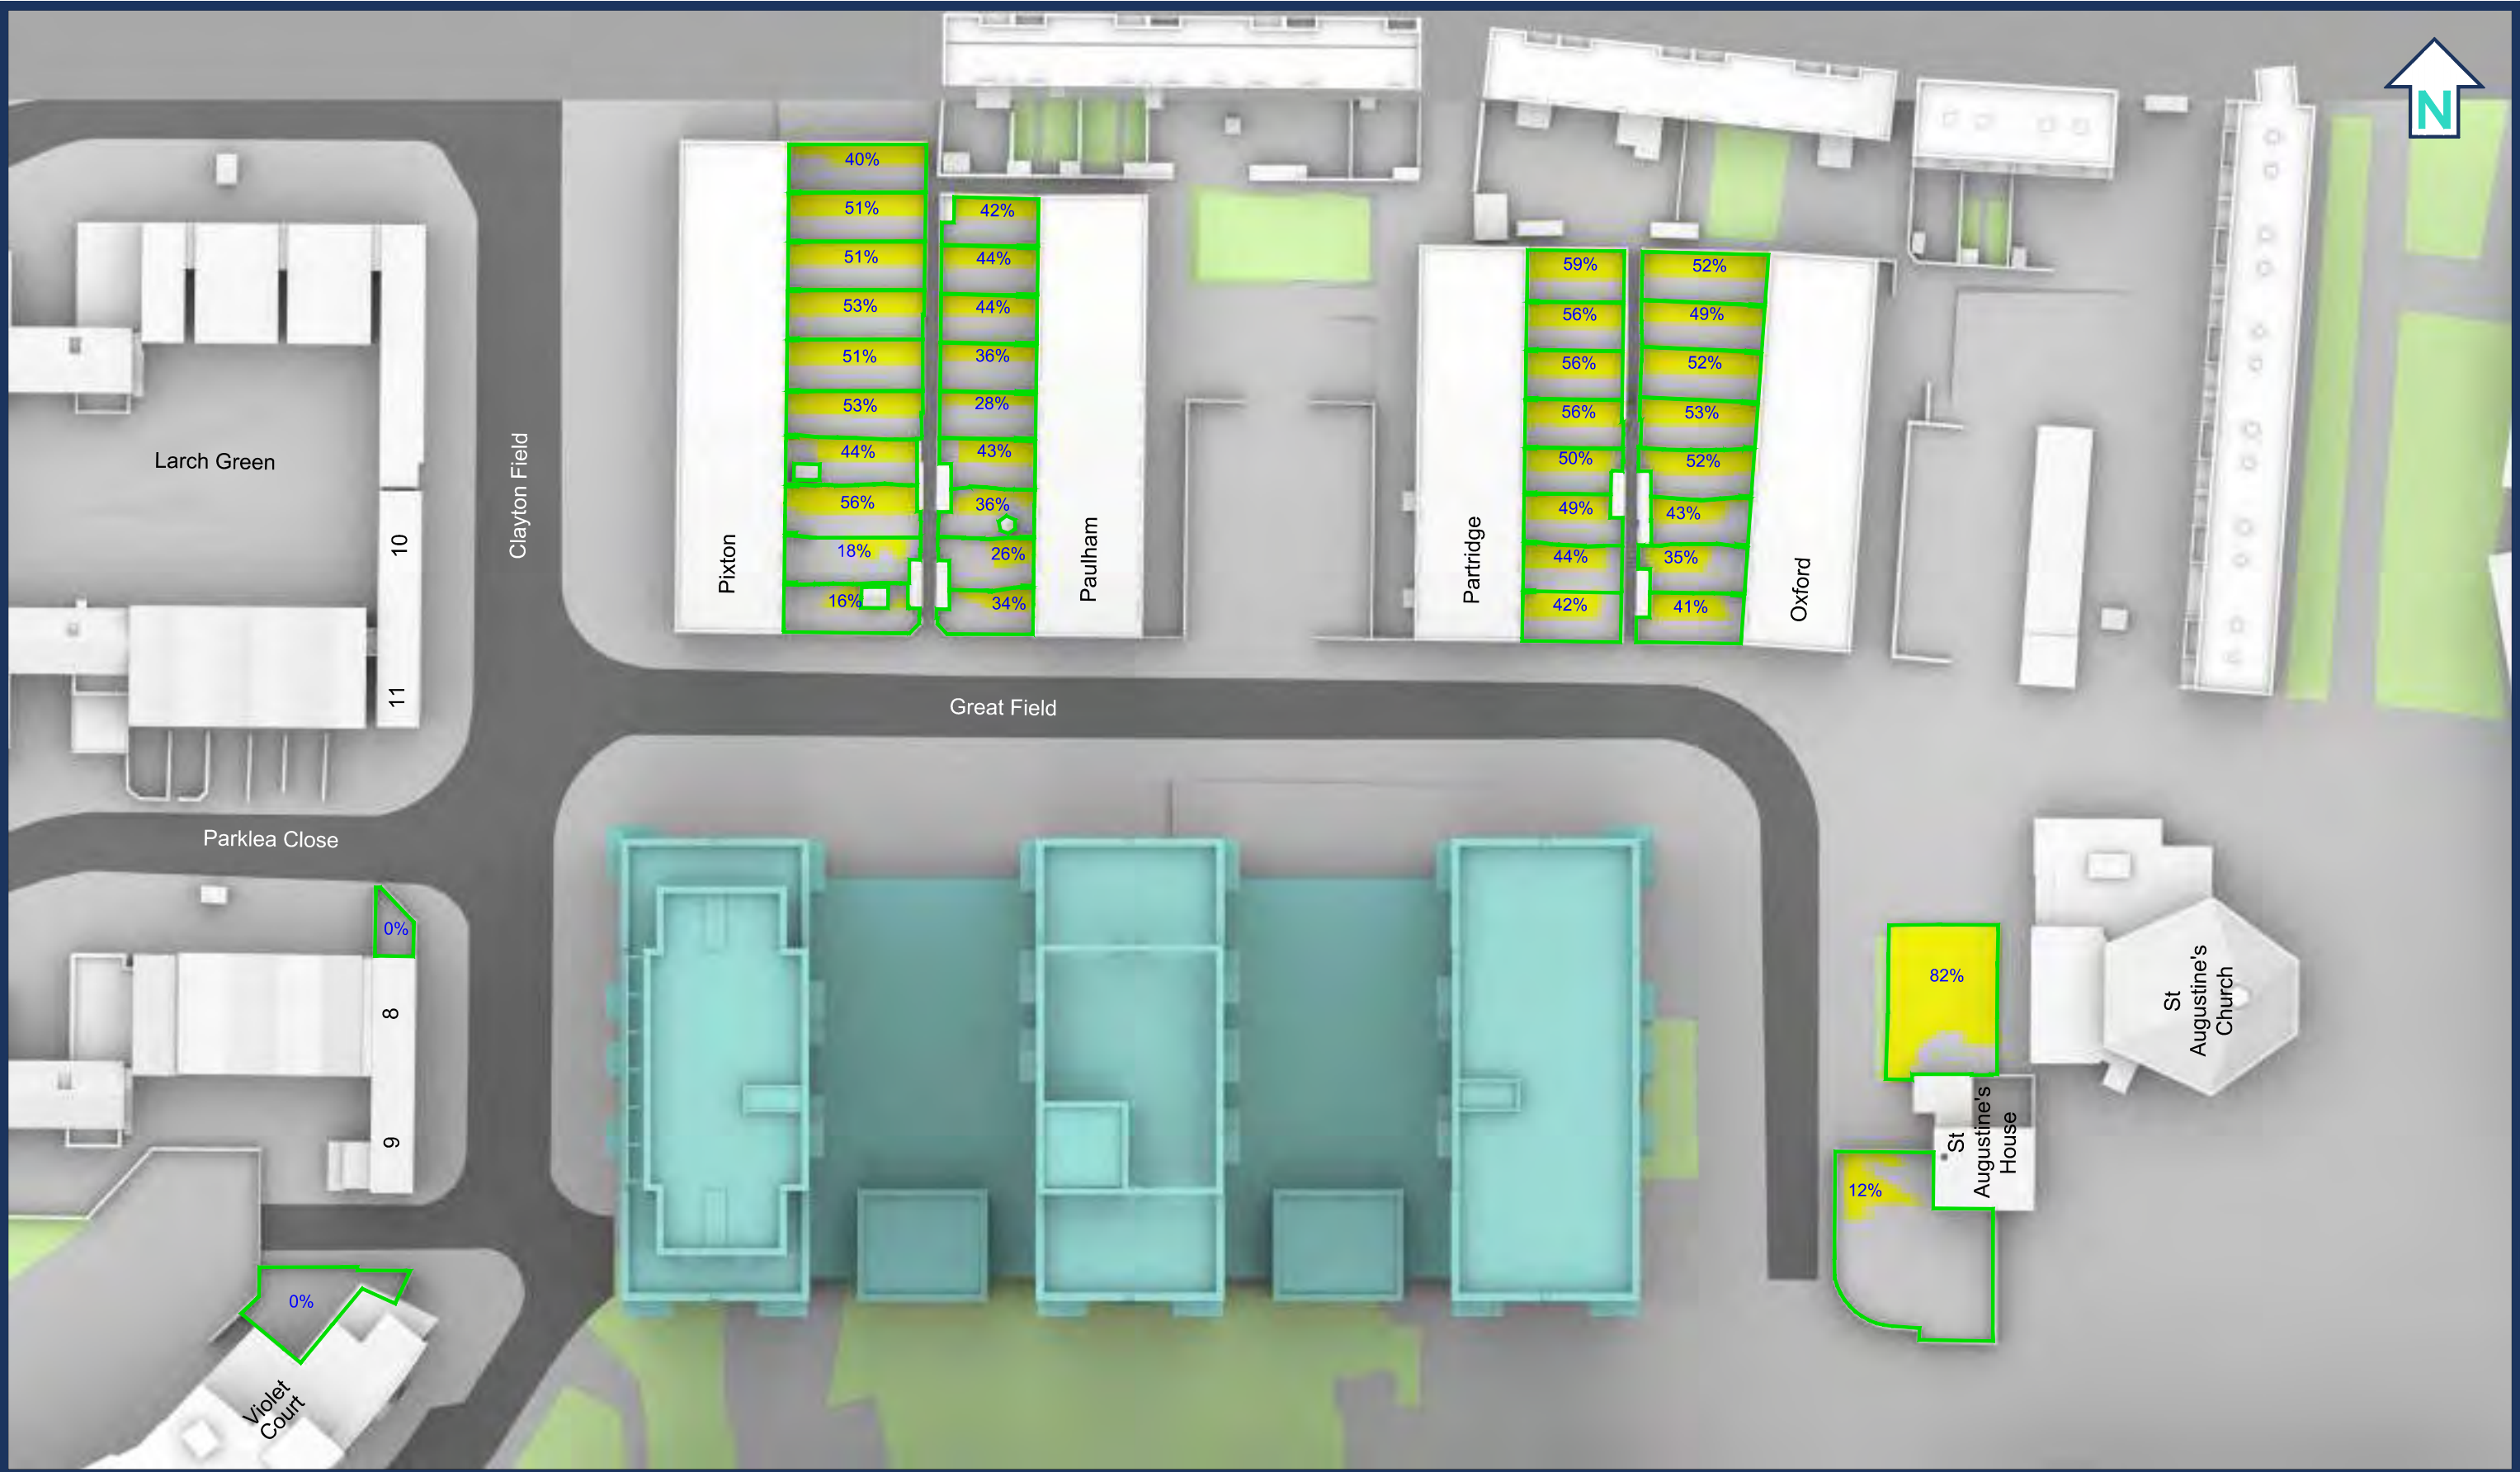 N
40%
51%
51%
53%
51%
53%
44%
56%
18%
16%
42%
44%
44%
36%
28%
43%
36%
26%
34%
59%
56%
56%
56%
50%
49%
44%
42%
52%
49%
52%
53%
52%
43%
35%
41%
Larch Green
10
11
Clayton Field
Pixton
Paulham
Partridge
Oxford
Great Field
Parklea Close
0%
8
9
0%
Violet
Court
82%
12%
St
Augustine's
Church
St
Augustine's
House